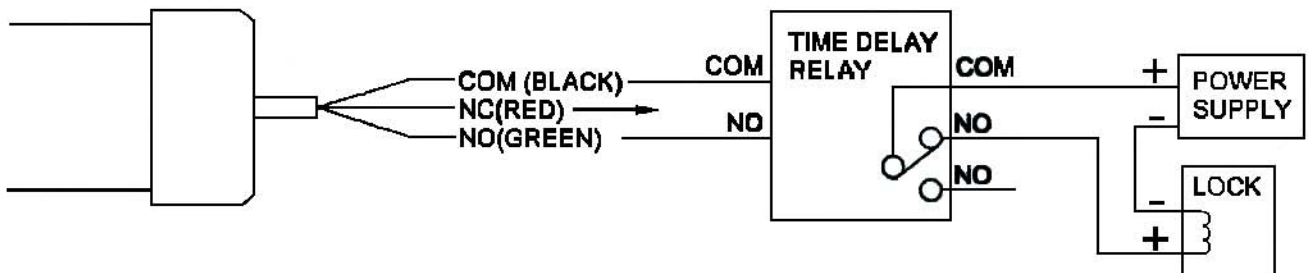 COM (BLACK)
NC(RED)
NO(GREEN)
COM
NO
TIME DELAY
RELAY
COM
NO
NO
+
-
POWER
SUPPLY
-
+
LOCK